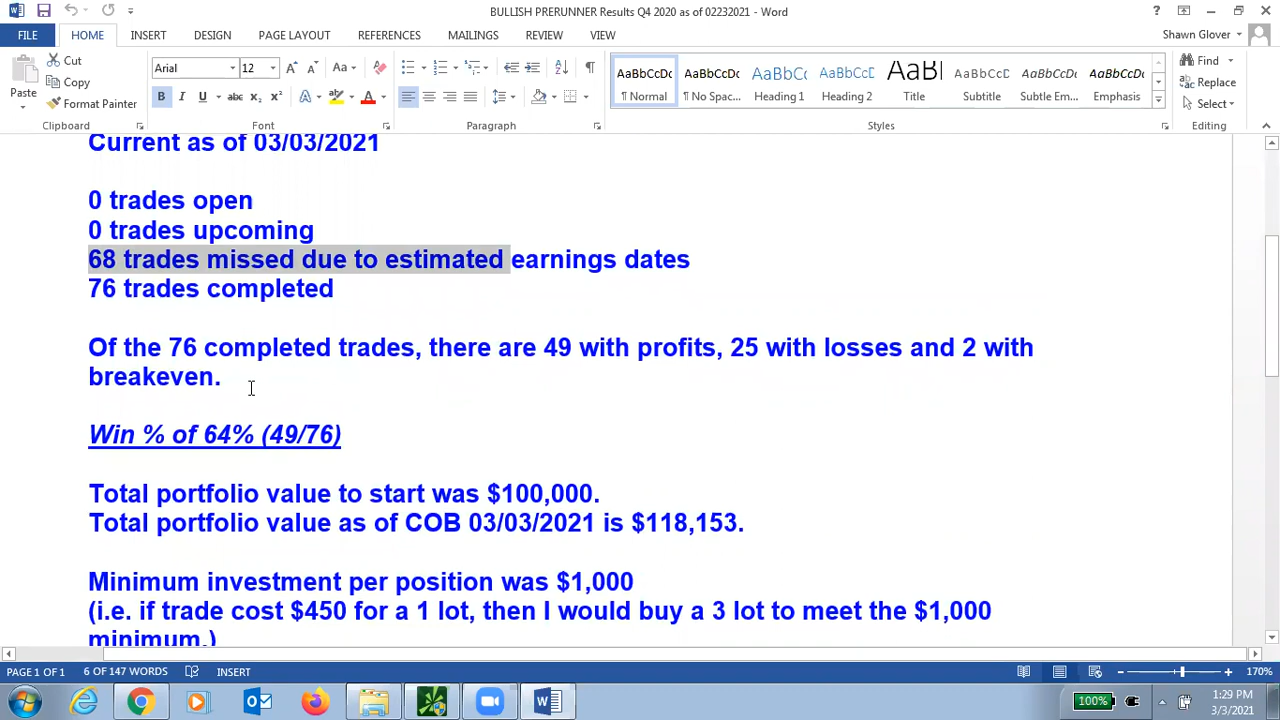 BULLISH PRERUNNER Results Q4 2020 as of 02232021 - Word
FILE HOME INSERT DESIGN PAGE LAYOUT REFERENCES MAILINGS REVIEW VIEW Shawn Glover
Cut
Copy
Format Painter
Paste
Clipboard
Arial 12
Font
Paragraph
AaBbCcDc AaBbCcDc AaBbCc AaBbCcC AaBl AaBbCcD AaBbCcDc AaBbCcDc
¶ Normal ¶ No Spac... Heading 1 Heading 2 Title Subtitle Subtle Em... Emphasis
Styles
Find
Replace
Select
Editing
Current as of 03/03/2021
0 trades open
0 trades upcoming
68 trades missed due to estimated earnings dates
76 trades completed
Of the 76 completed trades, there are 49 with profits, 25 with losses and 2 with
breakeven.
Win % of 64% (49/76)
Total portfolio value to start was $100,000.
Total portfolio value as of COB 03/03/2021 is $118,153.
Minimum investment per position was $1,000
(i.e. if trade cost $450 for a 1 lot, then I would buy a 3 lot to meet the $1,000
minimum.)
PAGE 1 OF 1 6 OF 147 WORDS INSERT 170%
100% 1:29 PM
3/3/2021